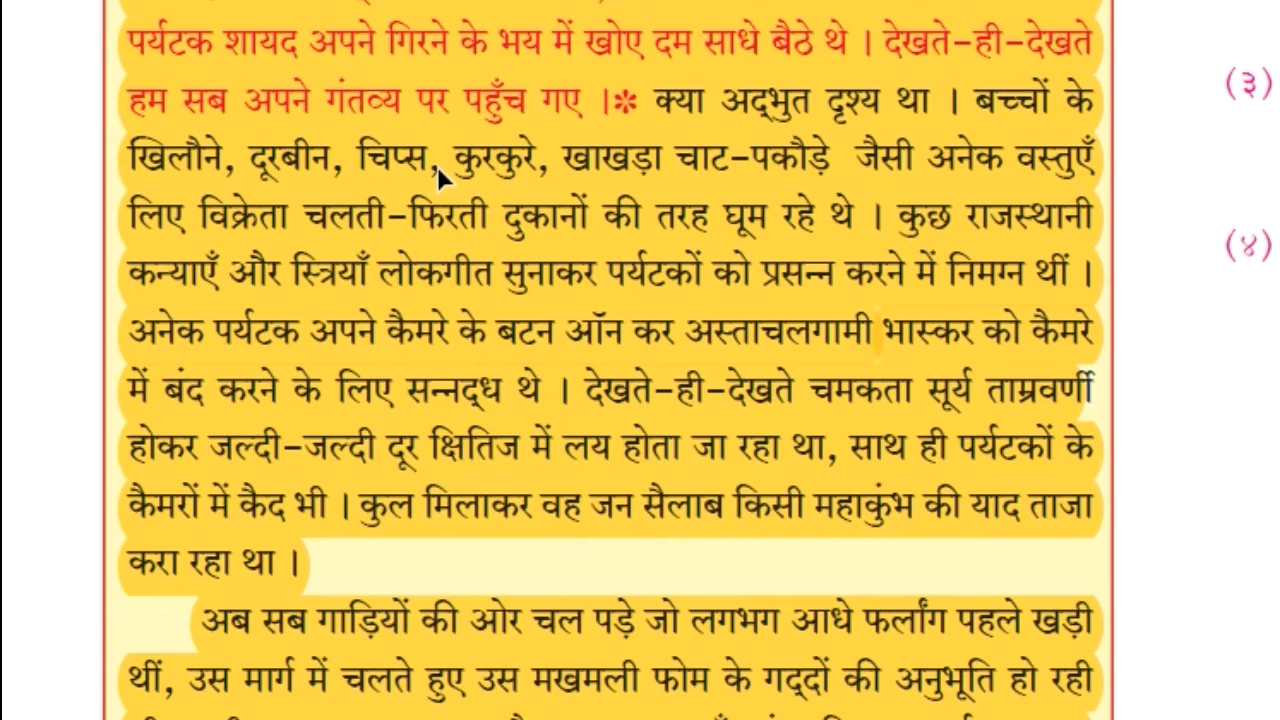 पर्यटक शायद अपने गिरने के भय में खोए दम साधे बैठे थे । देखते-ही-देखते
हम सब अपने गंतव्य पर पहुँच गए ।* क्या अद्भुत दृश्य था । बच्चों के
खिलौने, दूरबीन, चिप्स, कुरकुरे, खाखड़ा चाट-पकौड़े जैसी अनेक वस्तुएँ
लिए विक्रेता चलती-फिरती दुकानों की तरह घूम रहे थे । कुछ राजस्थानी
कन्याएँ और स्त्रियाँ लोकगीत सुनाकर पर्यटकों को प्रसन्न करने में निमग्न थीं ।
अनेक पर्यटक अपने कैमरे के बटन ऑन कर अस्ताचलगामी भास्कर को कैमरे
में बंद करने के लिए सन्नद्ध थे । देखते-ही-देखते चमकता सूर्य ताम्रवर्णी
होकर जल्दी-जल्दी दूर क्षितिज में लय होता जा रहा था, साथ ही पर्यटकों के
कैमरों में कैद भी । कुल मिलाकर वह जन सैलाब किसी महाकुंभ की याद ताजा
करा रहा था ।
अब सब गाड़ियों की ओर चल पड़े जो लगभग आधे फर्लांग पहले खड़ी
थीं, उस मार्ग में चलते हुए उस मखमली फोम के गद्दों की अनुभूति हो रही
(३)
(४)